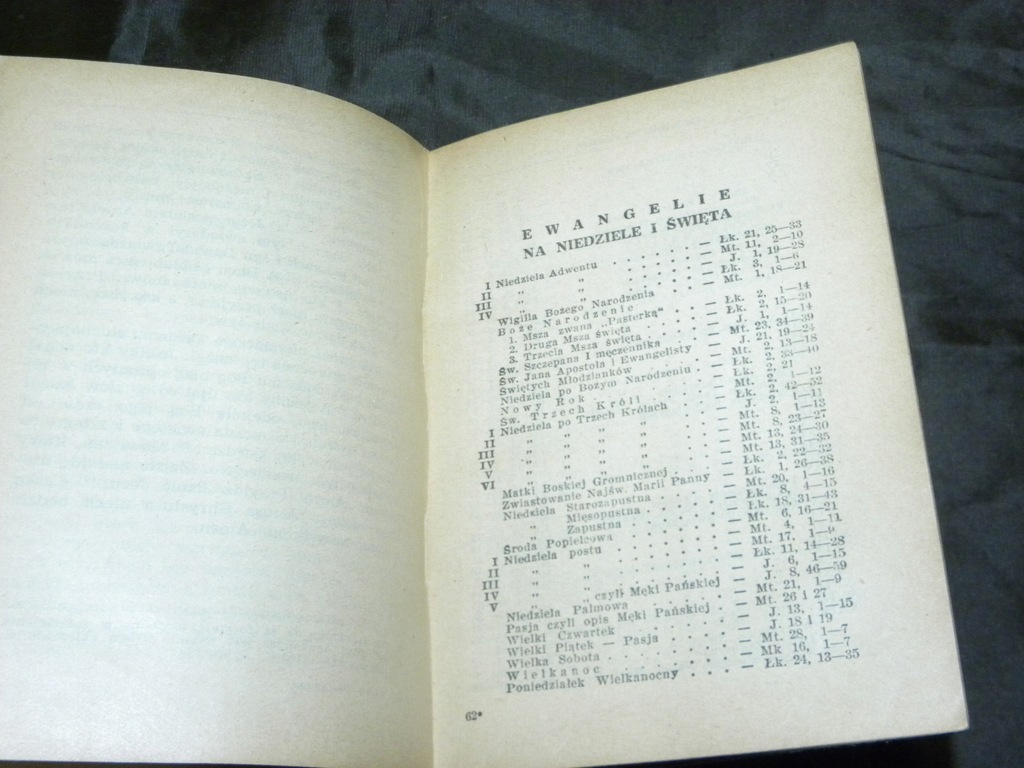 EWANGELIE
NA NIEDZIELE I ŚWIĘTA
I Niedziela Adwentu . . . . . . — Łk. 21, 25—33
II „ „ . . . . . . — Mt. 11, 2—10
III „ „ . . . . . . — J. 1, 19—28
IV „ „ . . . . . . — Łk. 3, 1—6
Wigilia Bożego Narodzenia . . . — Mt. 1, 18—21
Boże Narodzenie
1. Msza zwana „Pasterką“ . . — Łk. 2, 1—14
2. Druga Msza święta . . . — Łk. 2, 15—20
3. Trzecia Msza święta . . . — J. 1, 1—14
Św. Szczepana I męczennika . . — Mt. 23, 34—39
Św. Jana Apostoła i Ewangelisty — J. 21, 19—24
Świętych Młodzianków . . . . — Mt. 2, 13—18
Niedziela po Bożym Narodzeniu . — Łk. 2, 33—40
Nowy Rok . . . . . . — Łk. 2, 21
Św. Trzech Króli . . . . — Mt. 2, 1—12
I Niedziela po Trzech Królach . . — Łk. 2, 42—52
II „ „ „ „ . . — J. 2, 1—11
III „ „ „ „ . . — Mt. 8, 1—13
IV „ „ „ „ . . — Mt. 8, 23—27
V „ „ „ „ . . — Mt. 13, 24—30
VI „ „ „ „ . . — Mt. 13, 31—35
Matki Boskiej Gromnicznej . . . — Łk. 2, 22—32
Zwiastowanie Najśw. Marii Panny — Łk. 1, 26—38
Niedziela Starozapustna . . . . — Mt. 20, 1—16
„ Mięsopustna . . . . — Łk. 8, 4—15
„ Zapustna . . . . . — Łk. 18, 31—43
Środa Popielcowa . . . . . . — Mt. 6, 16—21
I Niedziela postu . . . . . . — Mt. 4, 1—11
II „ „ . . . . . . — Mt. 17, 1—9
III „ „ . . . . . . — Łk. 11, 14—28
IV „ „ . . . . . . — J. 6, 1—15
V „ „ czyli Męki Pańskiej — J. 8, 46—59
Niedziela Palmowa . . . . . — Mt. 21, 1—9
Pasja czyli opis Męki Pańskiej . — Mt. 26 i 27
Wielki Czwartek . . . . . . — J. 13, 1—15
Wielki Piątek — Pasja . . . . — J. 18 i 19
Wielka Sobota . . . . . . . — Mt. 28, 1—7
Wielkanoc . . . . . . — Mk 16, 1—7
Poniedziałek Wielkanocny . . . — Łk. 24, 13—35
62*